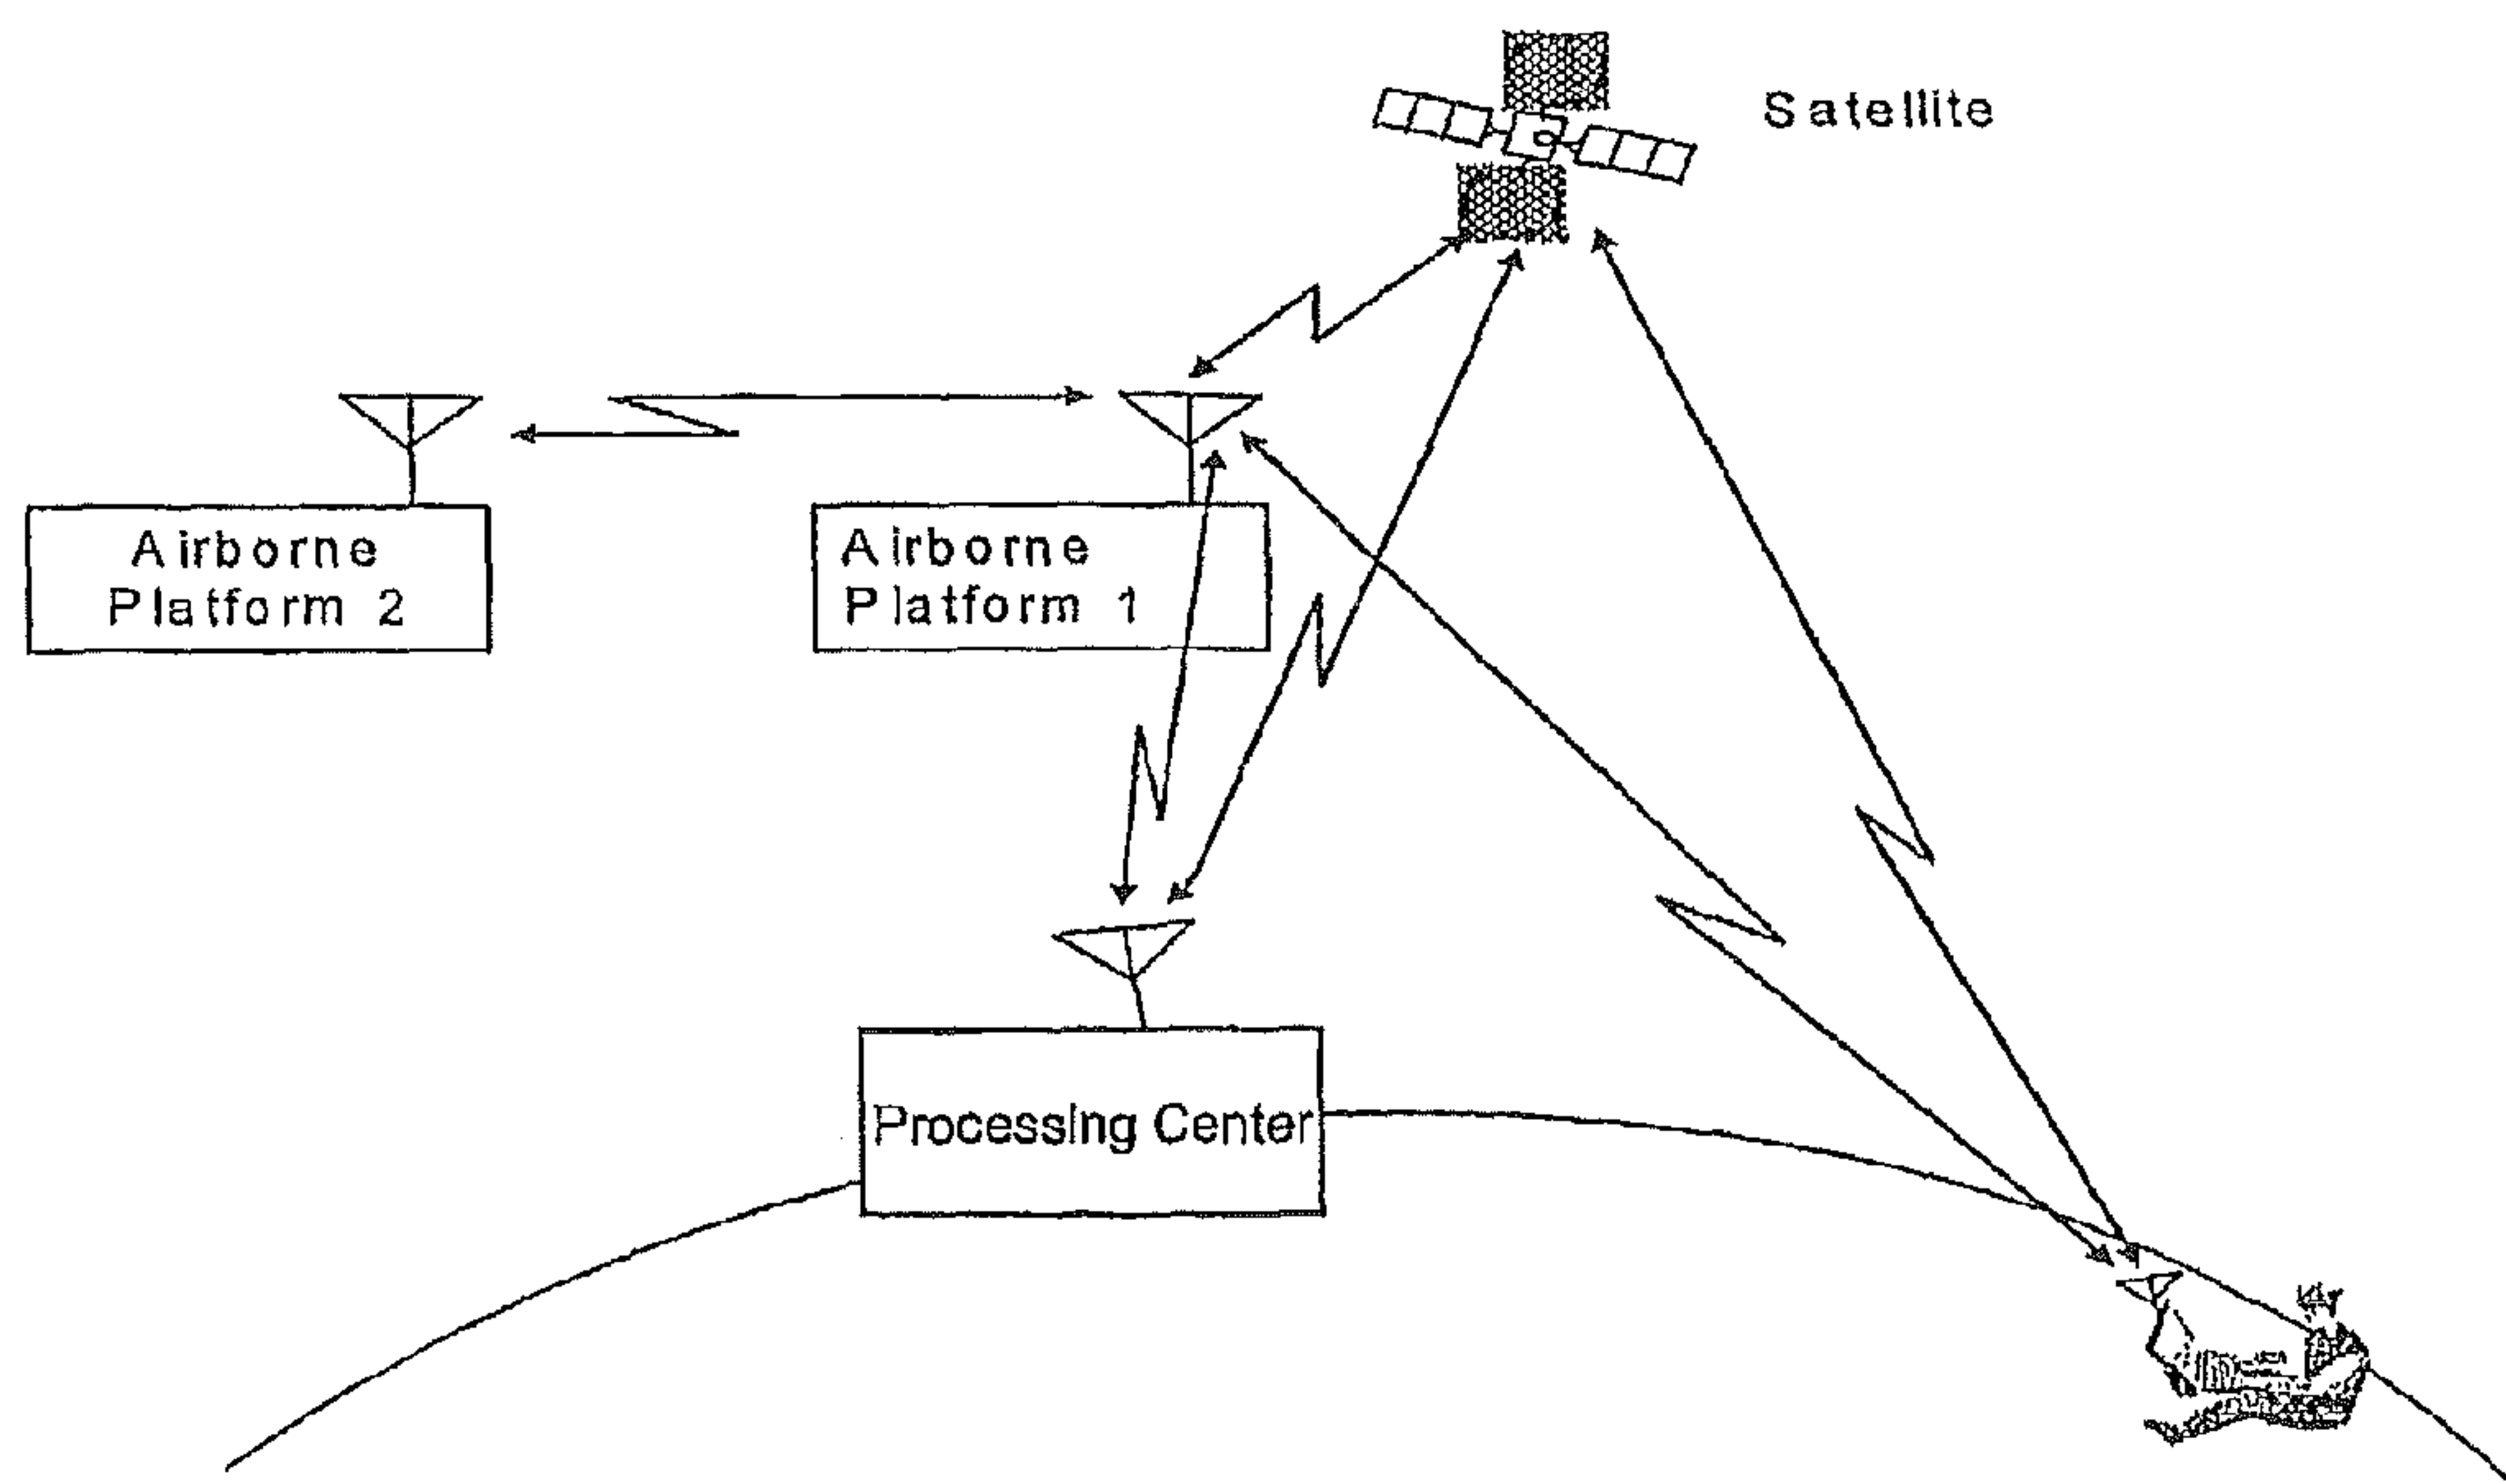 Satellite
Airborne
Platform 2
Airborne
Platform 1
Processing Center